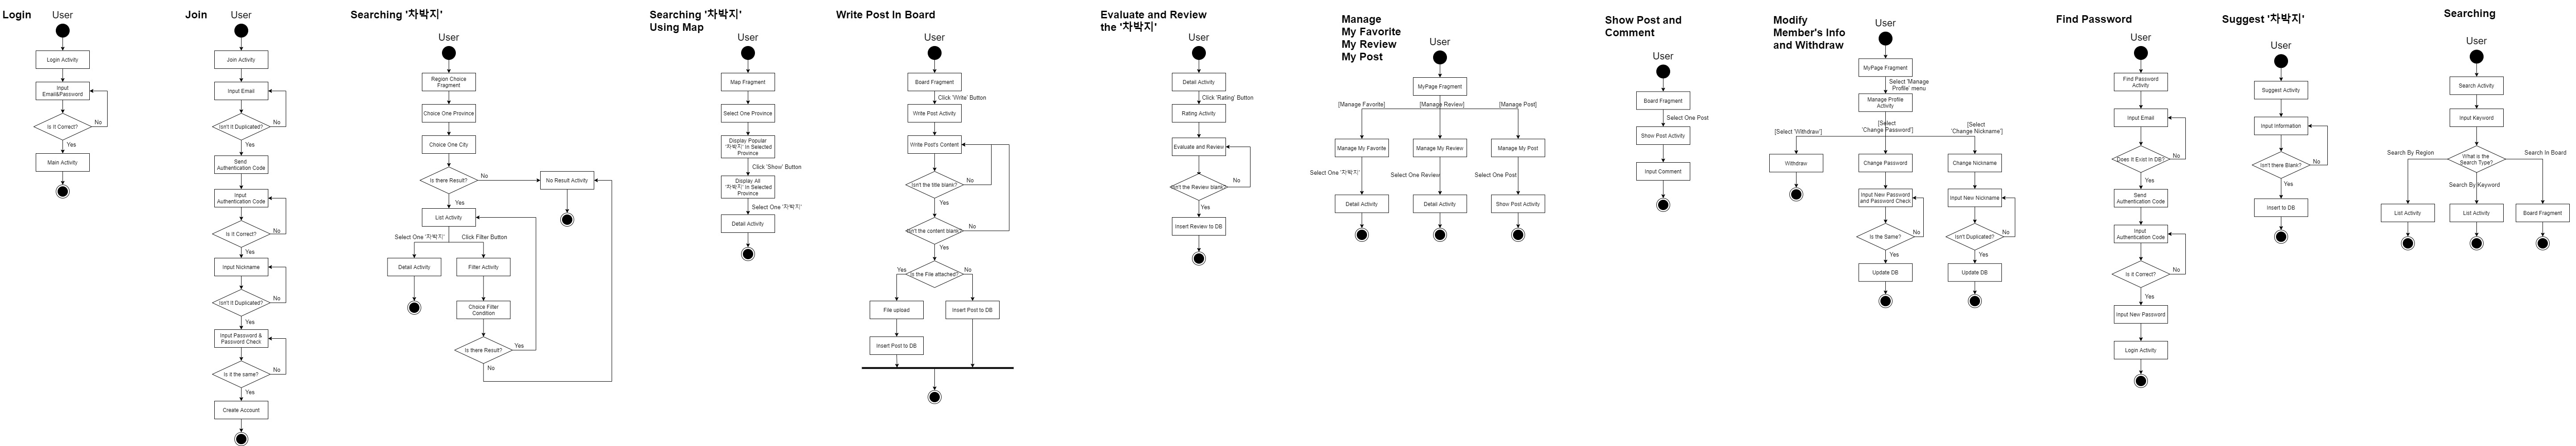 Login
User
Login Activity
Input
Email&Password
Is it Correct?
No
Yes
Main Activity
Join
User
Join Activity
Input Email
Isn't It Duplicated?
No
Yes
Send
Authentication Code
Input
Authentication Code
Is It Correct?
No
Yes
Input Nickname
Isn't It Duplicated?
No
Yes
Input Password &
Password Check
Is it the same?
No
Yes
Create Account
Searching '차박지'
User
Region Choice
Fragment
Choice One Province
Choice One City
Is there Result?
No
No Result Activity
Yes
List Activity
Select One '차박지'
Click Filter Button
Detail Activity
Filter Activity
Choice Filter
Condition
Is there Result?
Yes
No
Searching '차박지'
Using Map
User
Map Fragment
Select One Province
Display Popular
'차박지' in Selected
Province
Click 'Show' Button
Display All
'차박지' in Selected
Province
Select One '차박지'
Detail Activity
Write Post In Board
User
Board Fragment
Click 'Write' Button
Write Post Activity
Write Post's Content
Isn't the title blank?
No
Yes
Isn't the content blank?
No
Yes
Is the File attached?
Yes
No
File upload
Insert Post to DB
Insert Post to DB
Evaluate and Review
the '차박지'
User
Detail Activity
Click 'Rating' Button
Rating Activity
Evaluate and Review
Isn't the Review blank?
No
Yes
Insert Review to DB
Manage
My Favorite
My Review
My Post
User
MyPage Fragment
[Manage Favorite]
[Manage Review]
[Manage Post]
Manage My Favorite
Manage My Review
Manage My Post
Select One '차박지'
Select One Review
Select One Post
Detail Activity
Detail Activity
Show Post Activity
Show Post and
Comment
User
Board Fragment
Select One Post
Show Post Activity
Input Comment
Modify
Member's Info
and Withdraw
User
MyPage Fragment
Select 'Manage
Profile' menu
Manage Profile
Activity
[Select 'Withdraw']
[Select
'Change Password']
[Select
'Change Nickname']
Withdraw
Change Password
Change Nickname
Input New Password
and Password Check
Input New Nickname
Is the Same?
No
Isn't Duplicated?
No
Yes
Yes
Update DB
Update DB
Find Password
User
Find Password
Activity
Input Email
Does It Exist in DB?
No
Yes
Send
Authentication Code
Input
Authentication Code
Is it Correct?
No
Yes
Input New Password
Login Activity
Suggest '차박지'
User
Suggest Activity
Input Information
Isn't there Blank?
No
Yes
Insert to DB
Searching
User
Search Activity
Input Keyword
What is the
Search Type?
Search By Region
Search In Board
Search By Keyword
List Activity
List Activity
Board Fragment